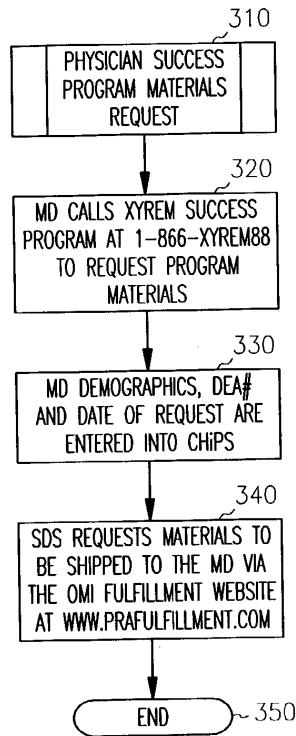 310
PHYSICIAN SUCCESS
PROGRAM MATERIALS
REQUEST
320
MD CALLS XYREM SUCCESS
PROGRAM AT 1-866-XYREM88
TO REQUEST PROGRAM
MATERIALS
330
MD DEMOGRAPHICS, DEA#
AND DATE OF REQUEST ARE
ENTERED INTO CHiPS
340
SDS REQUESTS MATERIALS TO
BE SHIPPED TO THE MD VIA
THE OMI FULFILLMENT WEBSITE
AT WWW.PRAFULFILLMENT.COM
END
350